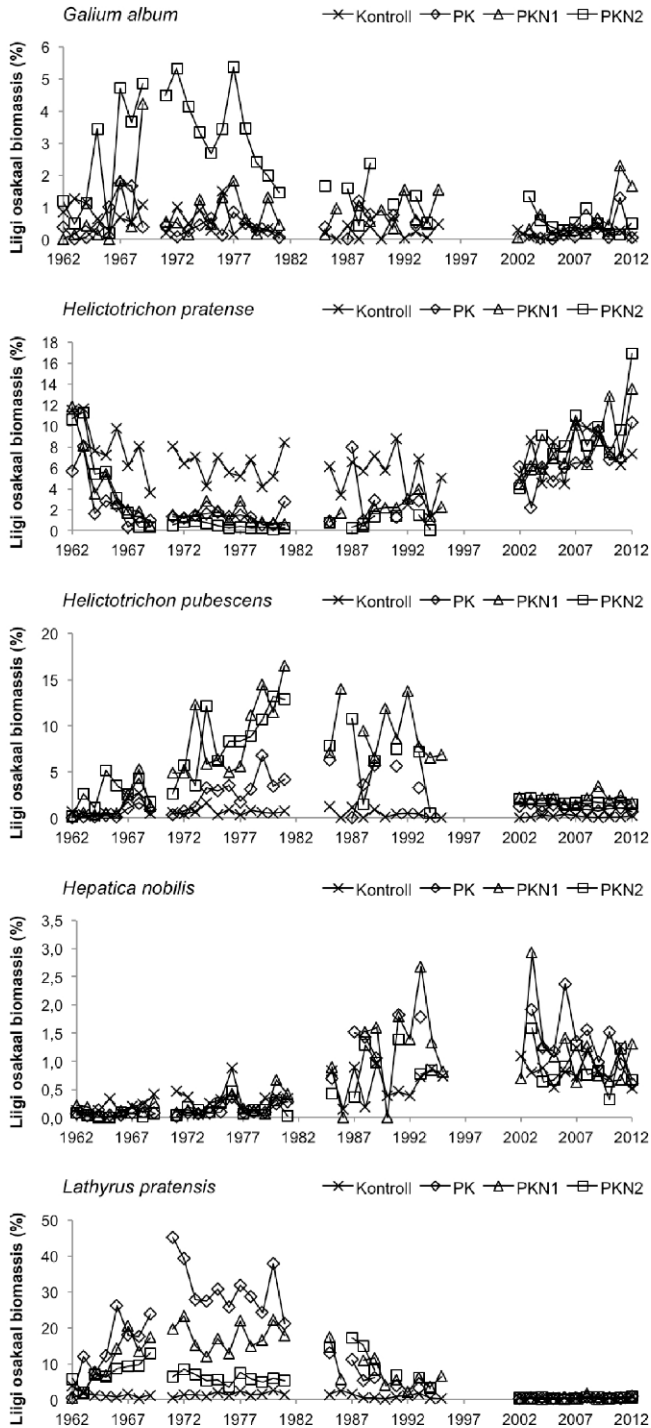 Galium album
Kontroll PK PKN1 PKN2
Liigi osakaal biomassis (%)
6
5
4
3
2
1
0
1962 1967 1972 1977 1982 1987 1992 1997 2002 2007 2012
Helictotrichon pratense
Kontroll PK PKN1 PKN2
Liigi osakaal biomassis (%)
18
16
14
12
10
8
6
4
2
0
1962 1967 1972 1977 1982 1987 1992 1997 2002 2007 2012
Helictotrichon pubescens
Kontroll PK PKN1 PKN2
Liigi osakaal biomassis (%)
20
15
10
5
0
1962 1967 1972 1977 1982 1987 1992 1997 2002 2007 2012
Hepatica nobilis
Kontroll PK PKN1 PKN2
Liigi osakaal biomassis (%)
3,5
3,0
2,5
2,0
1,5
1,0
0,5
0,0
1962 1967 1972 1977 1982 1987 1992 1997 2002 2007 2012
Lathyrus pratensis
Kontroll PK PKN1 PKN2
Liigi osakaal biomassis (%)
50
40
30
20
10
0
1962 1967 1972 1977 1982 1987 1992 1997 2002 2007 2012